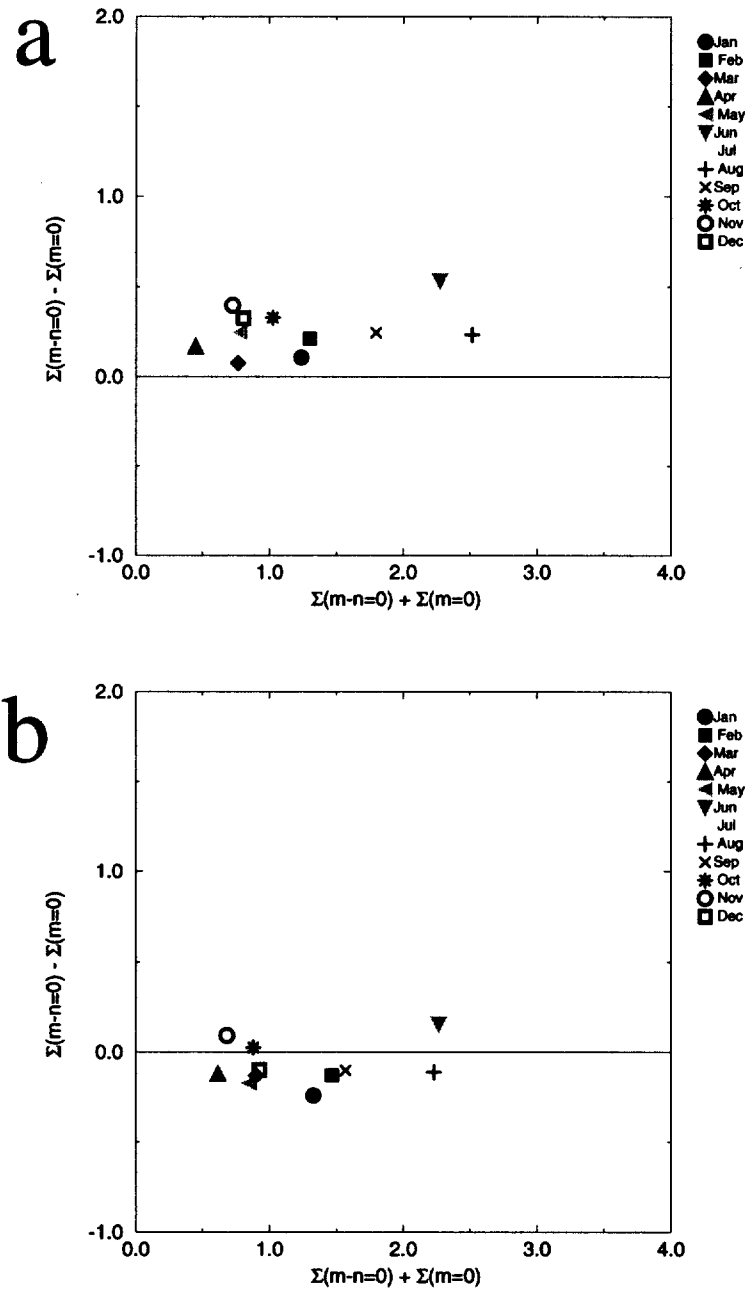 a
2.0
1.0
0.0
-1.0
0.0 1.0 2.0 3.0 4.0
Σ(m-n=0) - Σ(m=0)
Σ(m-n=0) + Σ(m=0)
Jan
Feb
Mar
Apr
May
Jun
Jul
Aug
Sep
Oct
Nov
Dec
b
2.0
1.0
0.0
-1.0
0.0 1.0 2.0 3.0 4.0
Σ(m-n=0) - Σ(m=0)
Σ(m-n=0) + Σ(m=0)
Jan
Feb
Mar
Apr
May
Jun
Jul
Aug
Sep
Oct
Nov
Dec